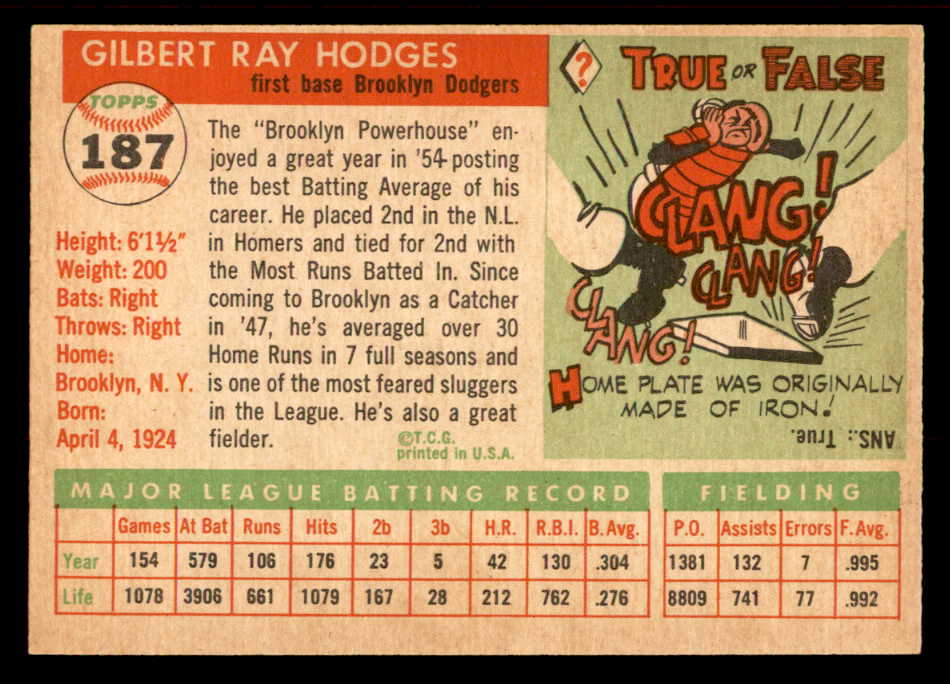 GILBERT RAY HODGES
first base Brooklyn Dodgers
TOPPS
187
Height: 6'1½"
Weight: 200
Bats: Right
Throws: Right
Home:
Brooklyn, N. Y.
Born:
April 4, 1924
The "Brooklyn Powerhouse" en-
joyed a great year in '54-posting
the best Batting Average of his
career. He placed 2nd in the N.L.
in Homers and tied for 2nd with
the Most Runs Batted In. Since
coming to Brooklyn as a Catcher
in '47, he's averaged over 30
Home Runs in 7 full seasons and
is one of the most feared sluggers
in the League. He's also a great
fielder.
©T.C.G.
printed in U.S.A.
?
TRUE OR FALSE
CLANG!
CLANG!
CLANG!
HOME PLATE WAS ORIGINALLY
MADE OF IRON!
ANS.: True.
MAJOR LEAGUE BATTING RECORD FIELDING
Games At Bat Runs Hits 2b 3b H.R. R.B.I. B.Avg. P.O. Assists Errors F.Avg.
Year 154 579 106 176 23 5 42 130 .304 1381 132 7 .995
Life 1078 3906 661 1079 167 28 212 762 .276 8809 741 77 .992